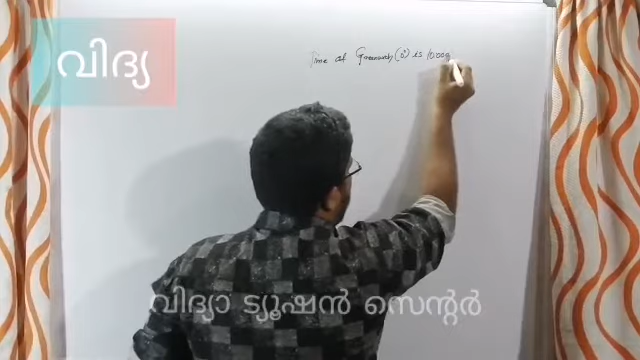 വിദ്യ
Time at Greenwich (0°) is 10:00
വിദ്യാ ട്യൂഷൻ സെന്റർ